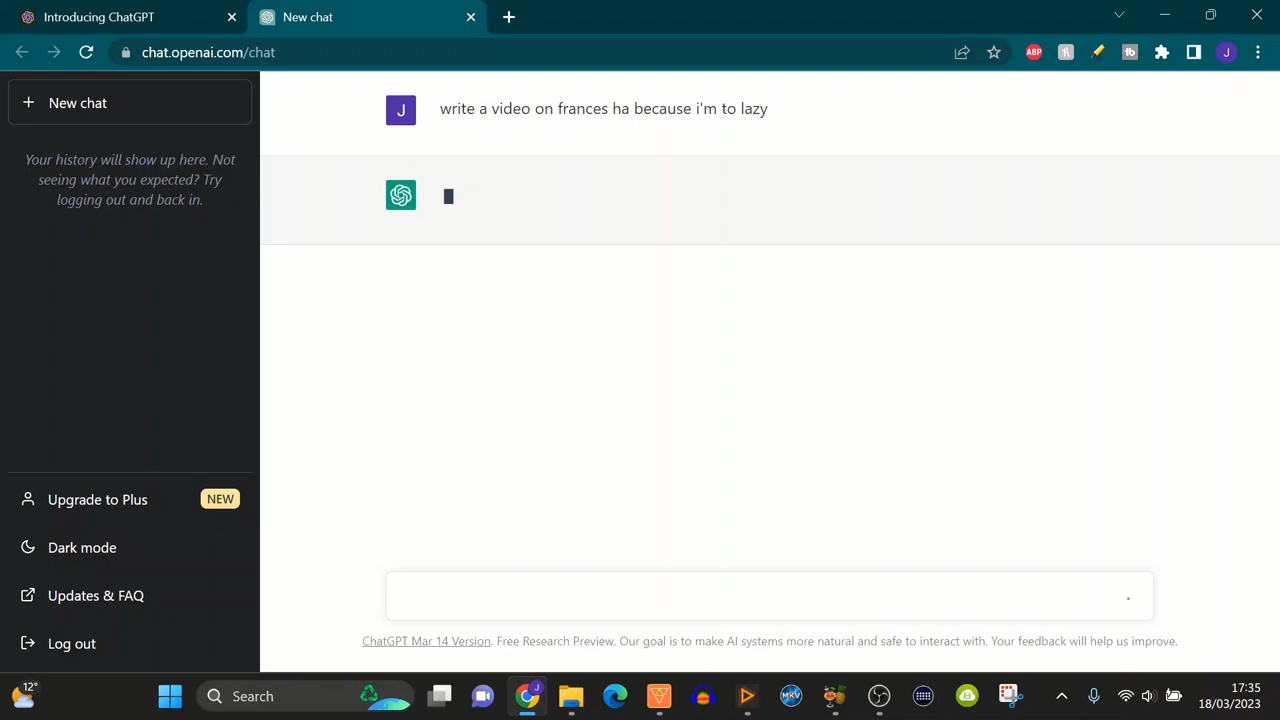 Introducing ChatGPT
New chat
chat.openai.com/chat
ABP
J
New chat
Your history will show up here. Not
seeing what you expected? Try
logging out and back in.
Upgrade to Plus
NEW
Dark mode
Updates & FAQ
Log out
J
write a video on frances ha because i'm to lazy
ChatGPT Mar 14 Version. Free Research Preview. Our goal is to make AI systems more natural and safe to interact with. Your feedback will help us improve.
12°
Search
J
MKV
17:35
18/03/2023